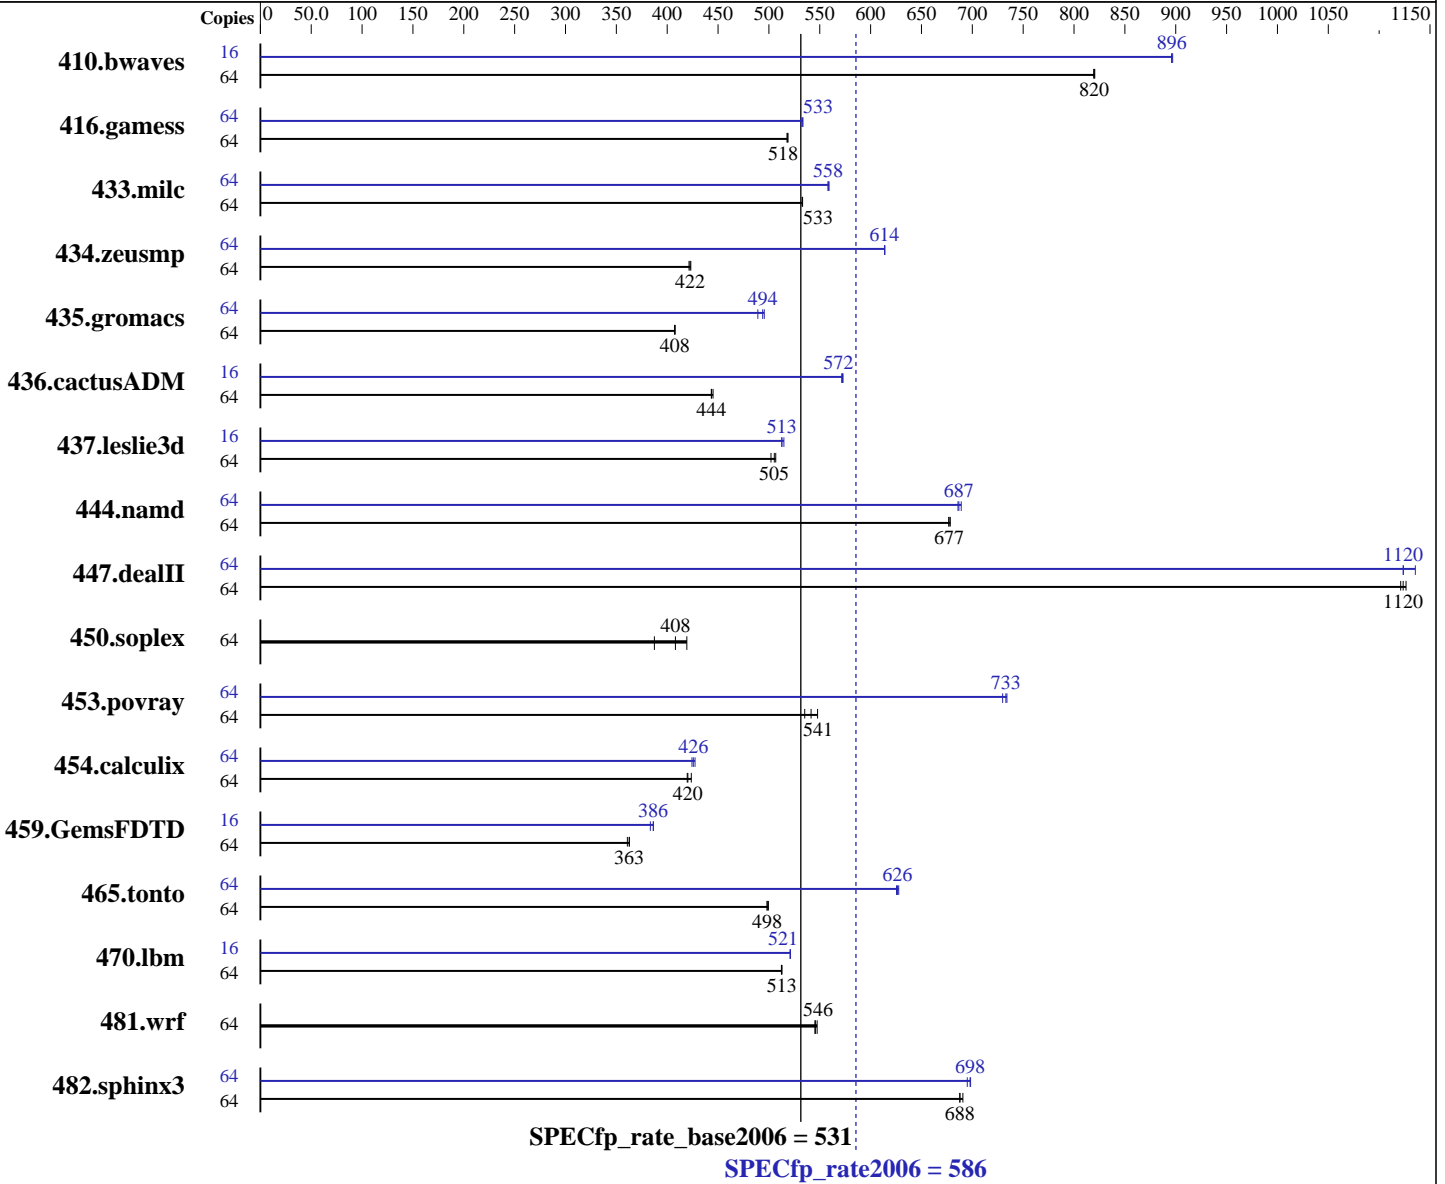 Copies 0 50.0 100 150 200 250 300 350 400 450 500 550 600 650 700 750 800 850 900 950 1000 1050 1150
410.bwaves 16 896
64 820
416.gamess 64 533
64 518
433.milc 64 558
64 533
434.zeusmp 64 614
64 422
435.gromacs 64 494
64 408
436.cactusADM 16 572
64 444
437.leslie3d 16 513
64 505
444.namd 64 687
64 677
447.dealII 64 1120
64 1120
450.soplex 64 408
453.povray 64 733
64 541
454.calculix 64 426
64 420
459.GemsFDTD 16 386
64 363
465.tonto 64 626
64 498
470.lbm 16 521
64 513
481.wrf 64 546
482.sphinx3 64 698
64 688
SPECfp_rate_base2006 = 531
SPECfp_rate2006 = 586